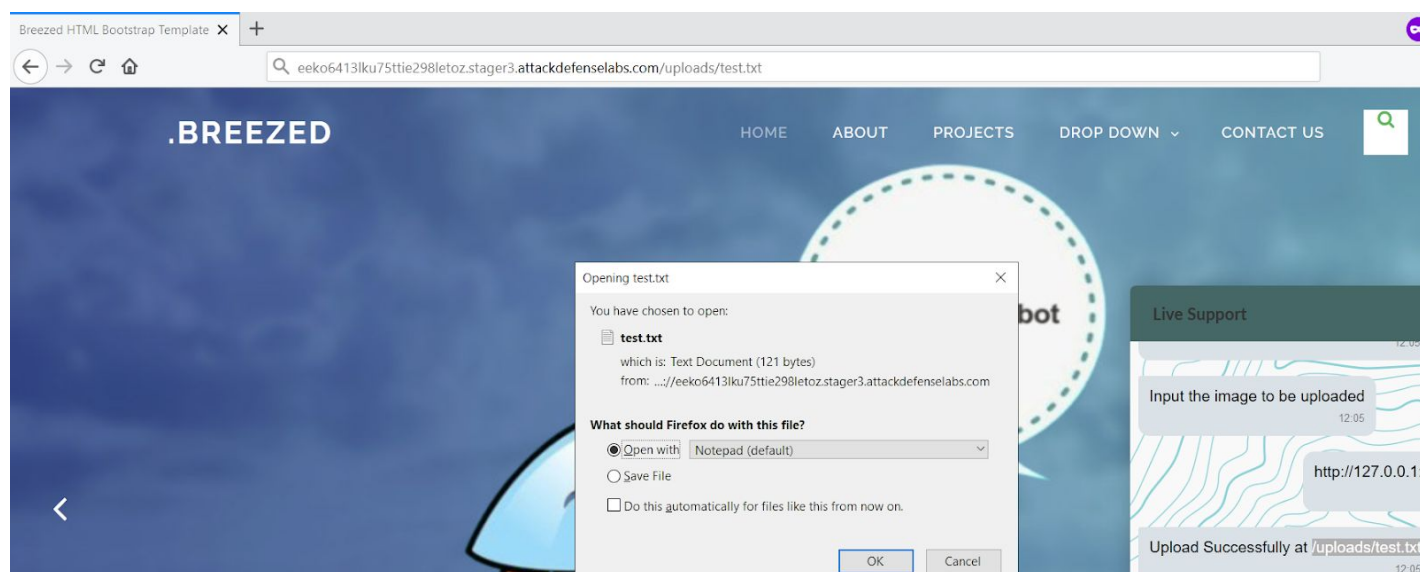 Breezed HTML Bootstrap Template
eeko6413lku75ttie298letoz.stager3.attackdefenselabs.com/uploads/test.txt
.BREEZED
HOME ABOUT PROJECTS DROP DOWN CONTACT US
Opening test.txt
You have chosen to open:
test.txt
which is: Text Document (121 bytes)
from: ...://eeko6413lku75ttie298letoz.stager3.attackdefenselabs.com
What should Firefox do with this file?
Open with Notepad (default)
Save File
Do this automatically for files like this from now on.
OK Cancel
bot
Live Support
12:05
Input the image to be uploaded
12:05
http://127.0.0.1:
Upload Successfully at /uploads/test.txt
12:05